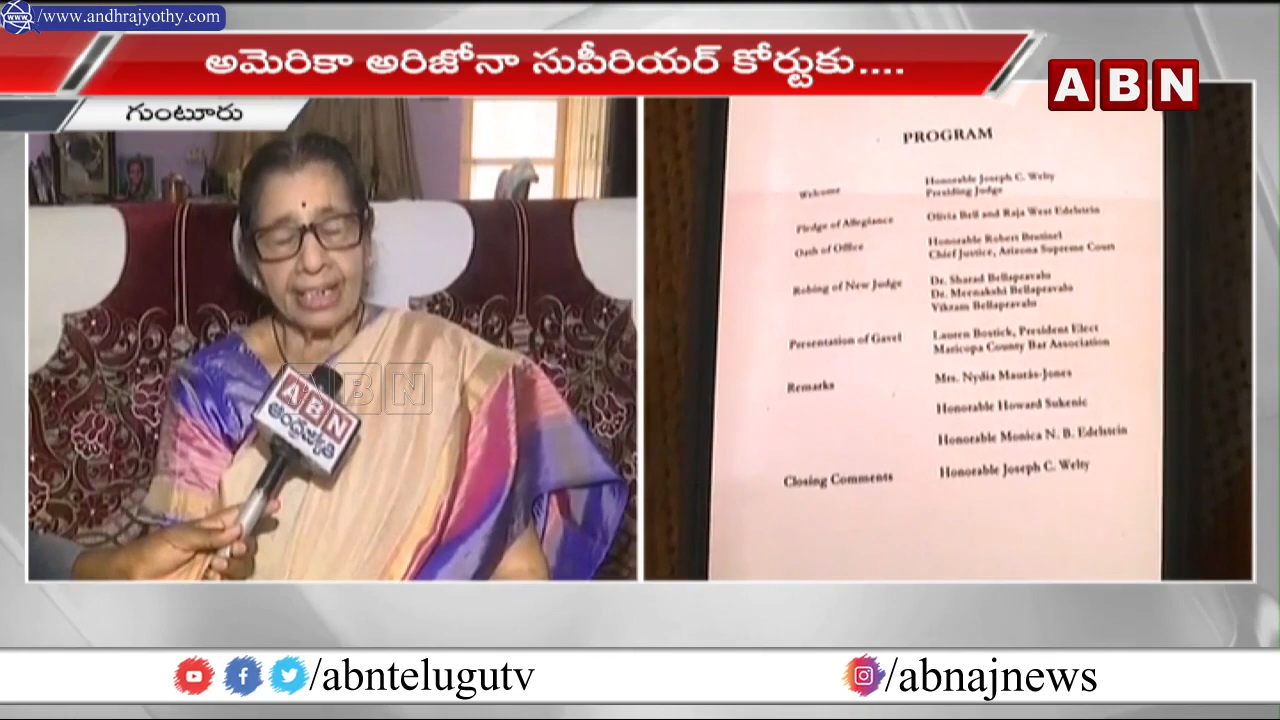 /www.andhrajyothy.com
అమెరికా అరిజోనా సుపీరియర్ కోర్టుకు....
ABN
గుంటూరు
PROGRAM
Welcome
Honorable Joseph C. Welty
Presiding Judge
Pledge of Allegiance
Olivia Bell and Raja West Edelstein
Oath of Office
Honorable Robert Brutinel
Chief Justice, Arizona Supreme Court
Robing of New Judge
Dr. Sharad Bellapravalu
Dr. Meenakshi Bellapravalu
Vikram Bellapravalu
Presentation of Gavel
Lauren Bostick, President Elect
Maricopa County Bar Association
Remarks
Mrs. Nydia Maurás-Jones
Honorable Howard Sukenic
Honorable Monica N. B. Edelstein
Closing Comments
Honorable Joseph C. Welty
ABN
ABN
ఆంధ్రజ్యోతి
/abntelugutv
/abnajnews